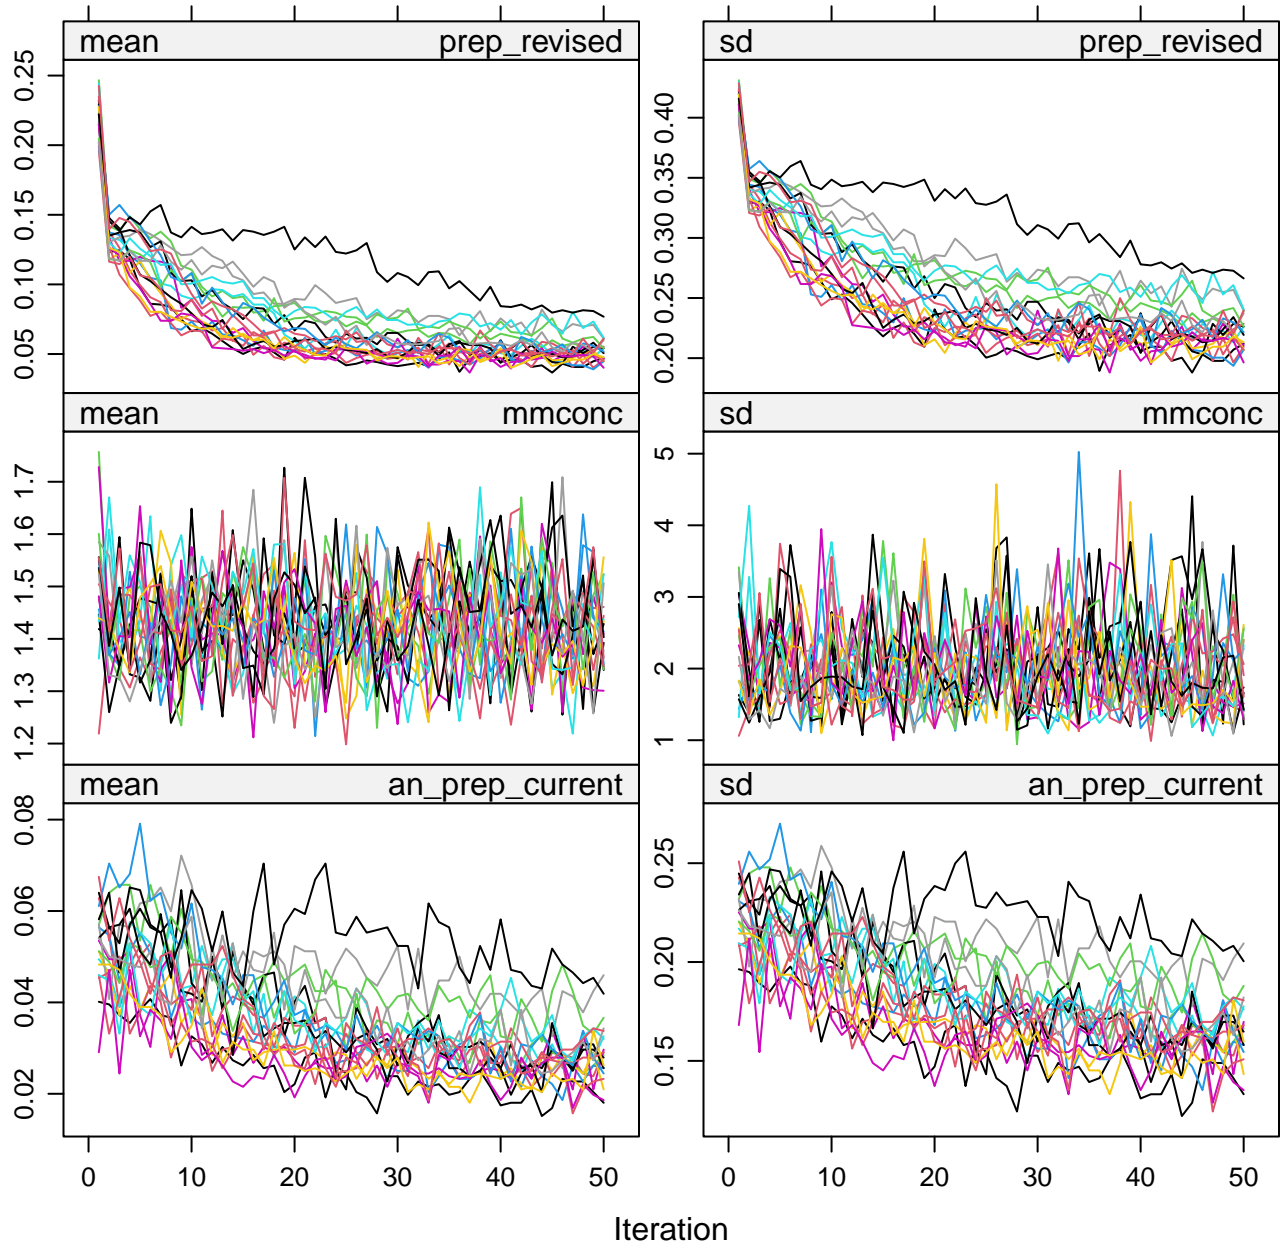 mean prep_revised
sd prep_revised
0.05 0.10 0.15 0.20 0.25
0.20 0.25 0.30 0.35 0.40
mean mmconc
sd mmconc
1.2 1.3 1.4 1.5 1.6 1.7
1 2 3 4 5
mean an_prep_current
sd an_prep_current
0.02 0.04 0.06 0.08
0.15 0.20 0.25
0 10 20 30 40 50
0 10 20 30 40 50
Iteration